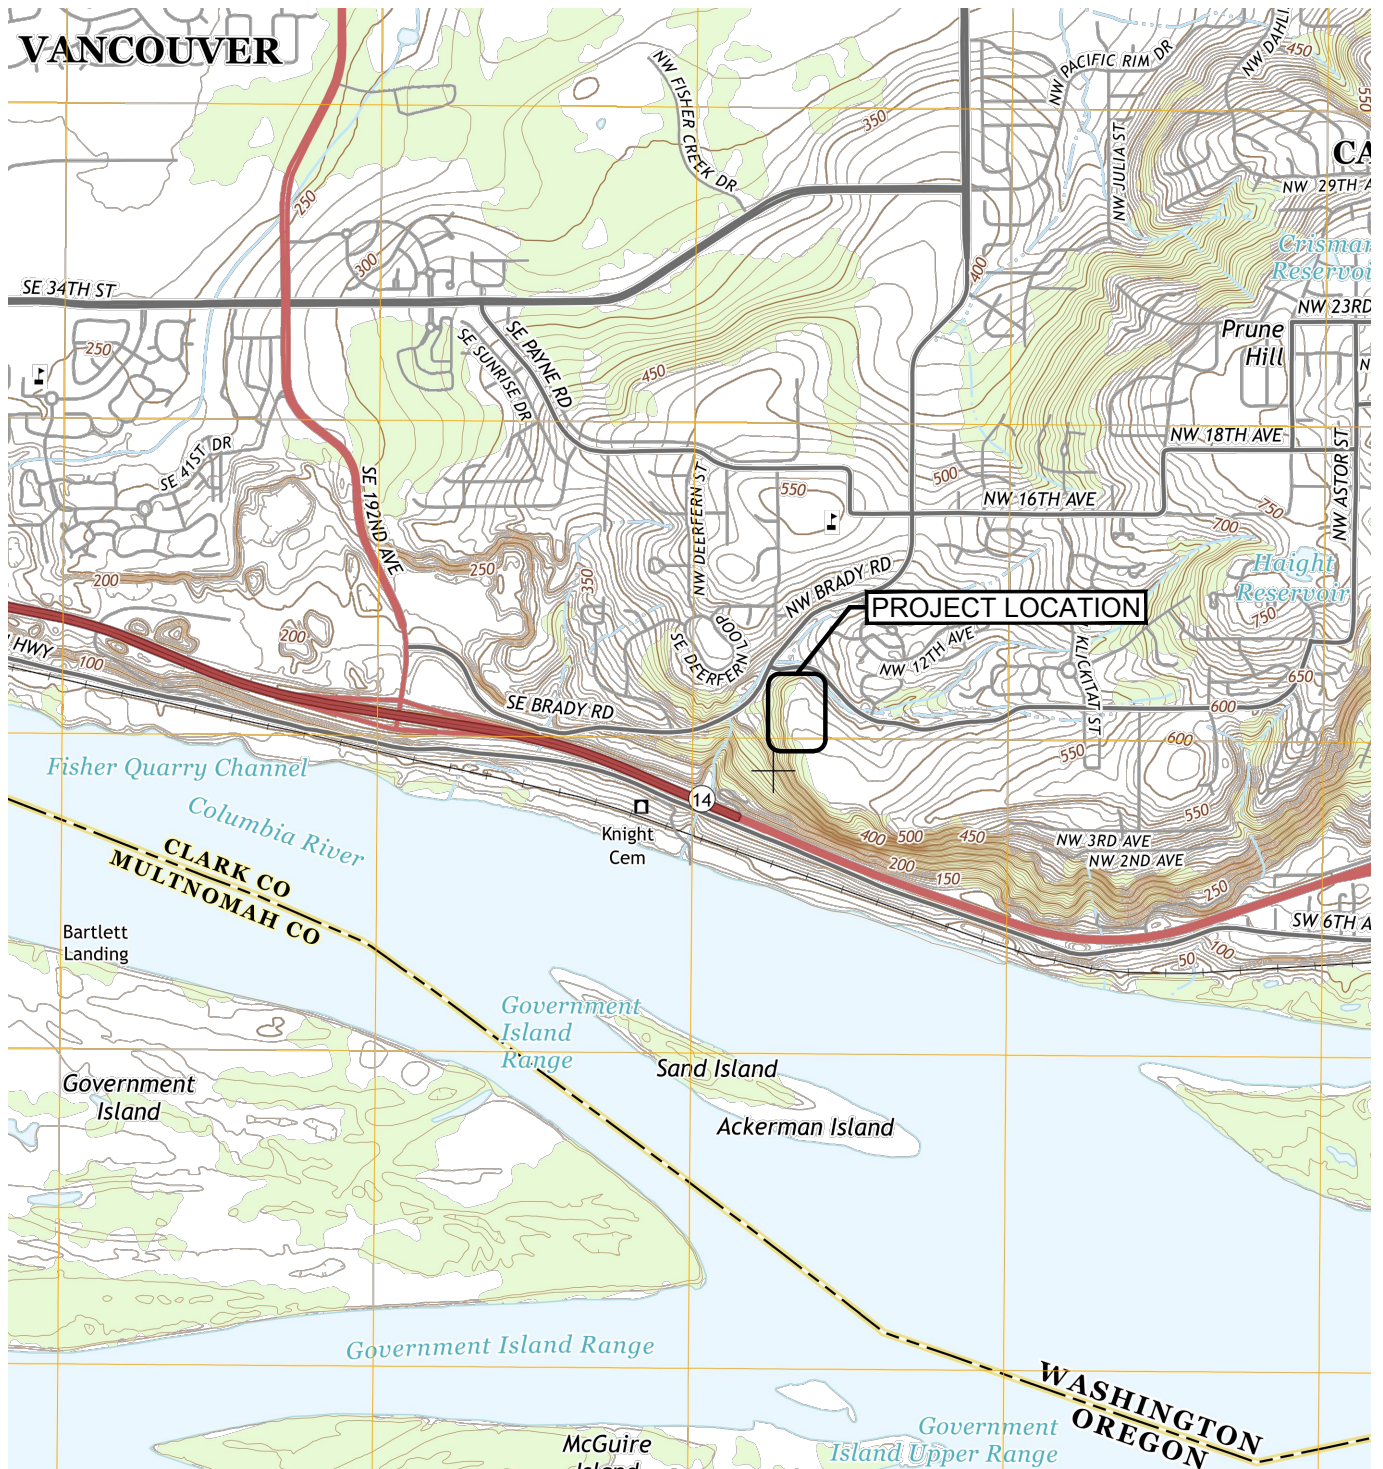 VANCOUVER
NW FISHER CREEK DR
NW PACIFIC RIM DR
450
550
350
NW JULIA ST
CA
NW 29TH A
250
Crisman
Reservoi
300
400
SE 34TH ST
NW 23RD
250
SE PAYNE RD
SE SUNRISE DR
450
Prune
Hill
N
SE 41ST DR
NW 18TH AVE
SE 192ND AVE
NW DEERFERN ST
550
500
NW 16TH AVE
750
700
NW ASTOR ST
200
250
350
NW BRADY RD
Haight
Reservoir
PROJECT LOCATION
750
200
HWY
100
SE DEERFERN
LOOP
NW 12TH AVE
KLICKITAT ST
650
SE BRADY RD
600
550
600
Fisher Quarry Channel
Columbia River
14
Knight
Cem
550
400
500
450
NW 3RD AVE
NW 2ND AVE
200
150
250
CLARK CO
MULTNOMAH CO
Bartlett
Landing
SW 6TH A
100
50
Government
Island
Range
Sand Island
Government
Island
Ackerman Island
Government Island Range
WASHINGTON
OREGON
Government
Island Upper Range
McGuire
Island